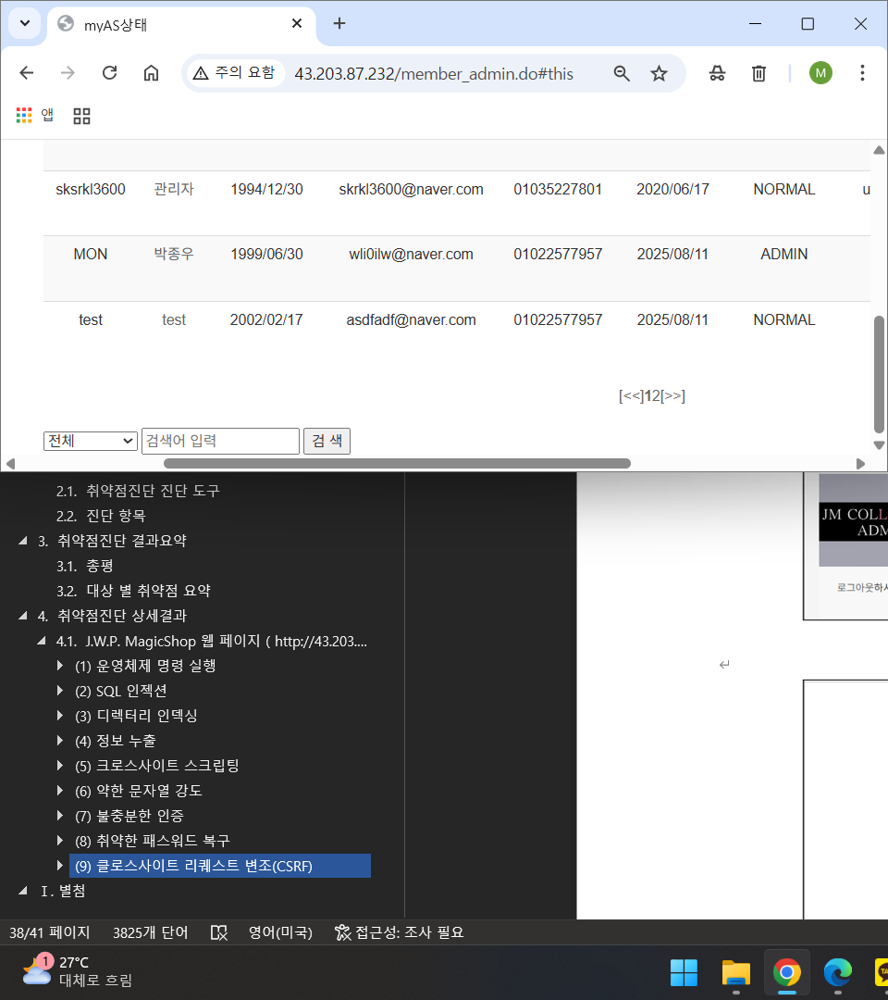 myAS상태
주의 요함 43.203.87.232/member_admin.do#this
M
앱
sksrkl3600 관리자 1994/12/30 skrkl3600@naver.com 01035227801 2020/06/17 NORMAL u
MON 박종우 1999/06/30 wli0ilw@naver.com 01022577957 2025/08/11 ADMIN
test test 2002/02/17 asdfadf@naver.com 01022577957 2025/08/11 NORMAL
[<<]12[>>]
전체 검색어 입력 검 색
2.1. 취약점진단 진단 도구
2.2. 진단 항목
3. 취약점진단 결과요약
3.1. 총평
3.2. 대상 별 취약점 요약
4. 취약점진단 상세결과
4.1. J.W.P. MagicShop 웹 페이지 ( http://43.203....
(1) 운영체제 명령 실행
(2) SQL 인젝션
(3) 디렉터리 인덱싱
(4) 정보 누출
(5) 크로스사이트 스크립팅
(6) 약한 문자열 강도
(7) 불충분한 인증
(8) 취약한 패스워드 복구
(9) 클로스사이트 리퀘스트 변조(CSRF)
I. 별첨
JM COLL
ADM
로그아웃하시
38/41 페이지 3825개 단어 영어(미국) 접근성: 조사 필요
1
27°C
대체로 흐림
TA